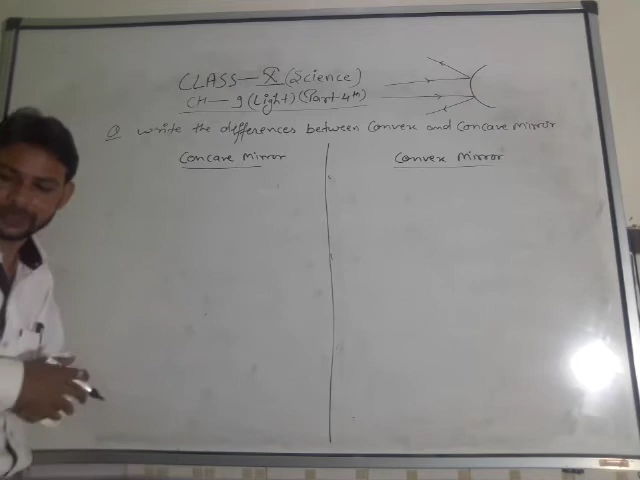 CLASS — X (Science)
CH — 9 (Light) (Part-4th)
Q Write the differences between Convex and Concave mirror
Concave Mirror
Convex Mirror